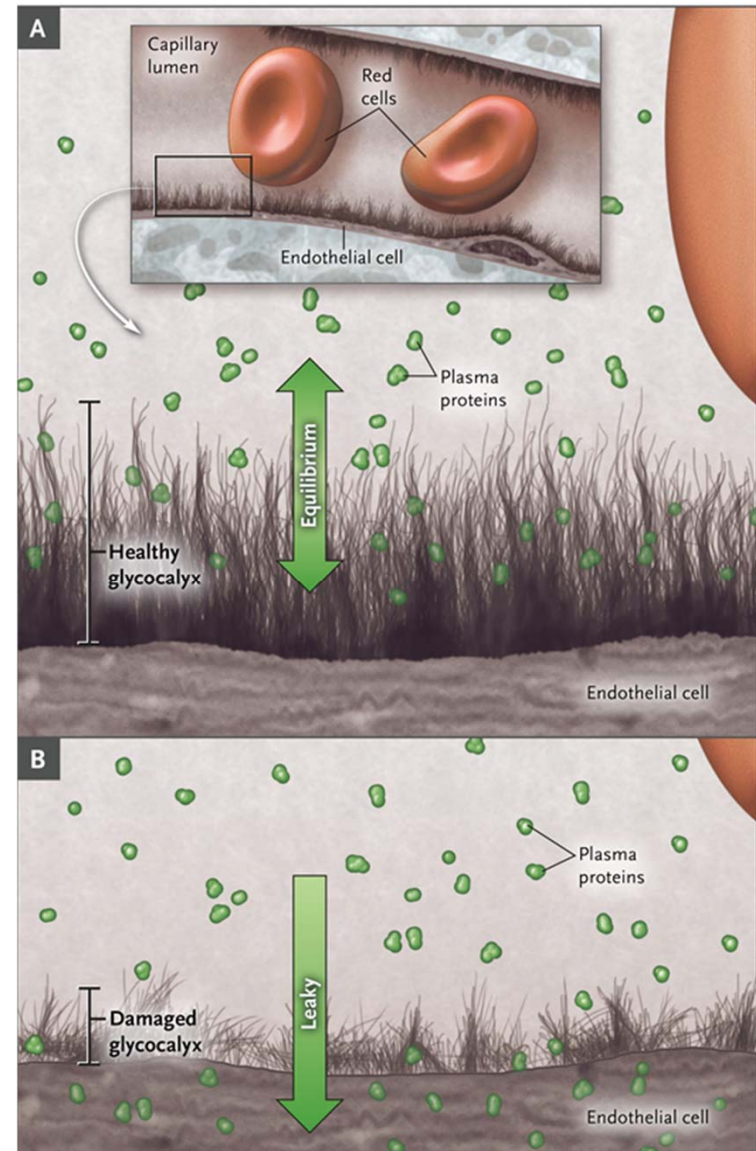 A
Capillary
lumen
Red
cells
Endothelial cell
Plasma
proteins
Equilibrium
Healthy
glycocalyx
Endothelial cell
B
Plasma
proteins
Leaky
Damaged
glycocalyx
Endothelial cell